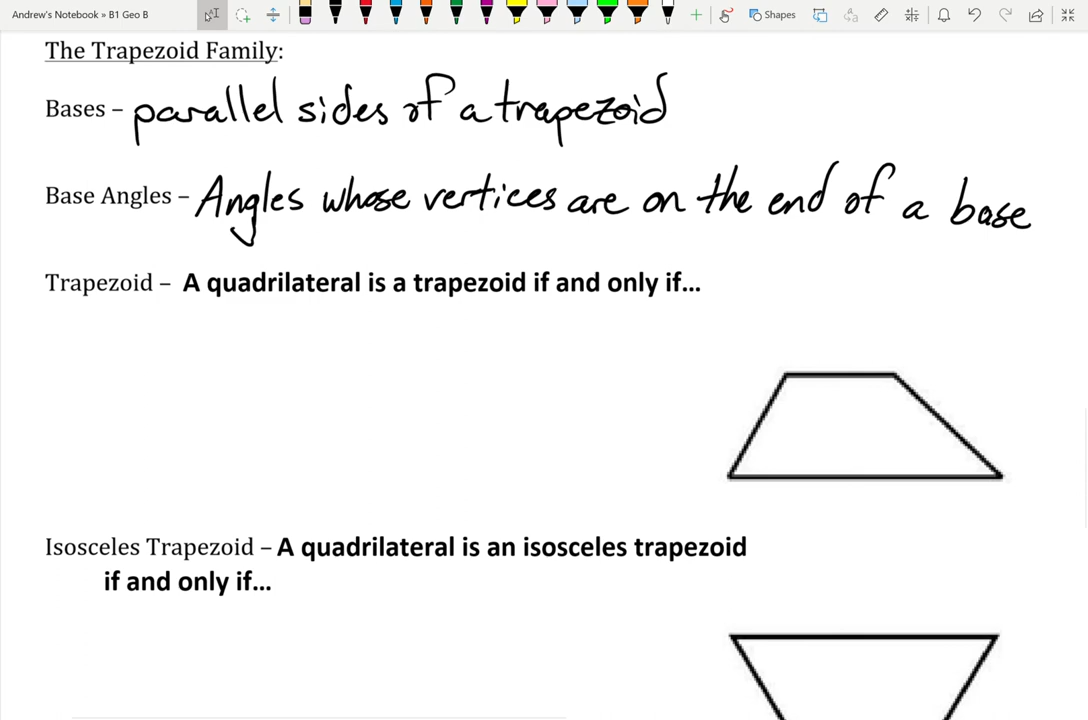 Andrew's Notebook » B1 Geo B
Shapes
The Trapezoid Family:
Bases – parallel sides of a trapezoid
Base Angles – Angles whose vertices are on the end of a base
Trapezoid – A quadrilateral is a trapezoid if and only if...
Isosceles Trapezoid – A quadrilateral is an isosceles trapezoid
if and only if...